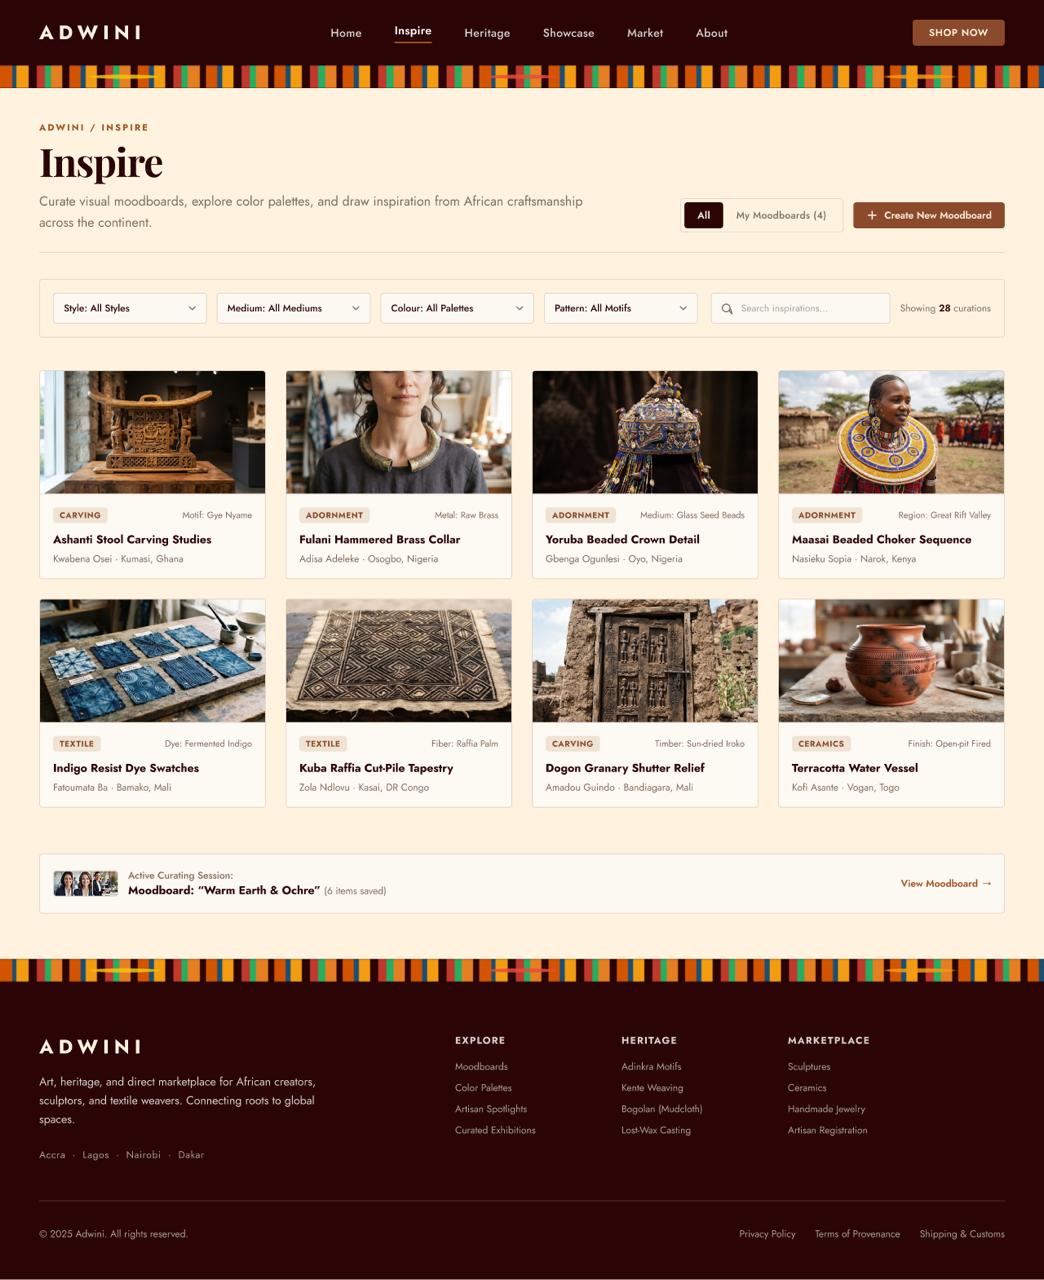 ADWINI
Home
Inspire
Heritage
Showcase
Market
About
SHOP NOW
ADWINI / INSPIRE
Inspire
Curate visual moodboards, explore color palettes, and draw inspiration from African craftsmanship
across the continent.
All
My Moodboards (4)
+ Create New Moodboard
Style: All Styles
Medium: All Mediums
Colour: All Palettes
Pattern: All Motifs
Search inspirations...
Showing 28 curations
CARVING
Motif: Gye Nyame
Ashanti Stool Carving Studies
Kwabena Osei · Kumasi, Ghana
ADORNMENT
Metal: Raw Brass
Fulani Hammered Brass Collar
Adisa Adeleke · Osogbo, Nigeria
ADORNMENT
Medium: Glass Seed Beads
Yoruba Beaded Crown Detail
Gbenga Ogunlesi · Oyo, Nigeria
ADORNMENT
Region: Great Rift Valley
Maasai Beaded Choker Sequence
Nasieku Sopia · Narok, Kenya
TEXTILE
Dye: Fermented Indigo
Indigo Resist Dye Swatches
Fatoumata Ba · Bamako, Mali
TEXTILE
Fiber: Raffia Palm
Kuba Raffia Cut-Pile Tapestry
Zola Ndlovu · Kasai, DR Congo
CARVING
Timber: Sun-dried Iroko
Dogon Granary Shutter Relief
Amadou Guindo · Bandiagara, Mali
CERAMICS
Finish: Open-pit Fired
Terracotta Water Vessel
Kofi Asante · Vogan, Togo
Active Curating Session:
Moodboard: “Warm Earth & Ochre” (6 items saved)
View Moodboard →
ADWINI
Art, heritage, and direct marketplace for African creators,
sculptors, and textile weavers. Connecting roots to global
spaces.
Accra · Lagos · Nairobi · Dakar
EXPLORE
Moodboards
Color Palettes
Artisan Spotlights
Curated Exhibitions
HERITAGE
Adinkra Motifs
Kente Weaving
Bogolan (Mudcloth)
Lost-Wax Casting
MARKETPLACE
Sculptures
Ceramics
Handmade Jewelry
Artisan Registration
© 2025 Adwini. All rights reserved.
Privacy Policy
Terms of Provenance
Shipping & Customs